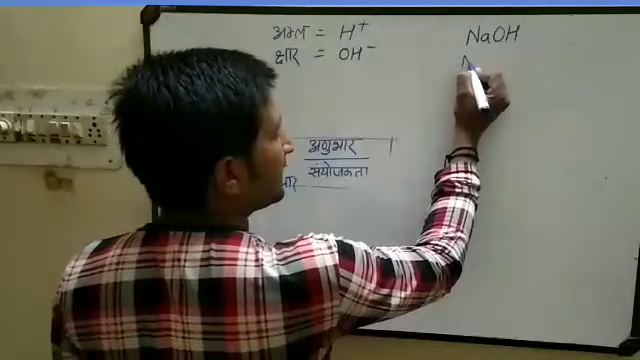 अम्ल = H⁺
क्षार = OH⁻
NaOH
N
अणुभार
संयोजकता